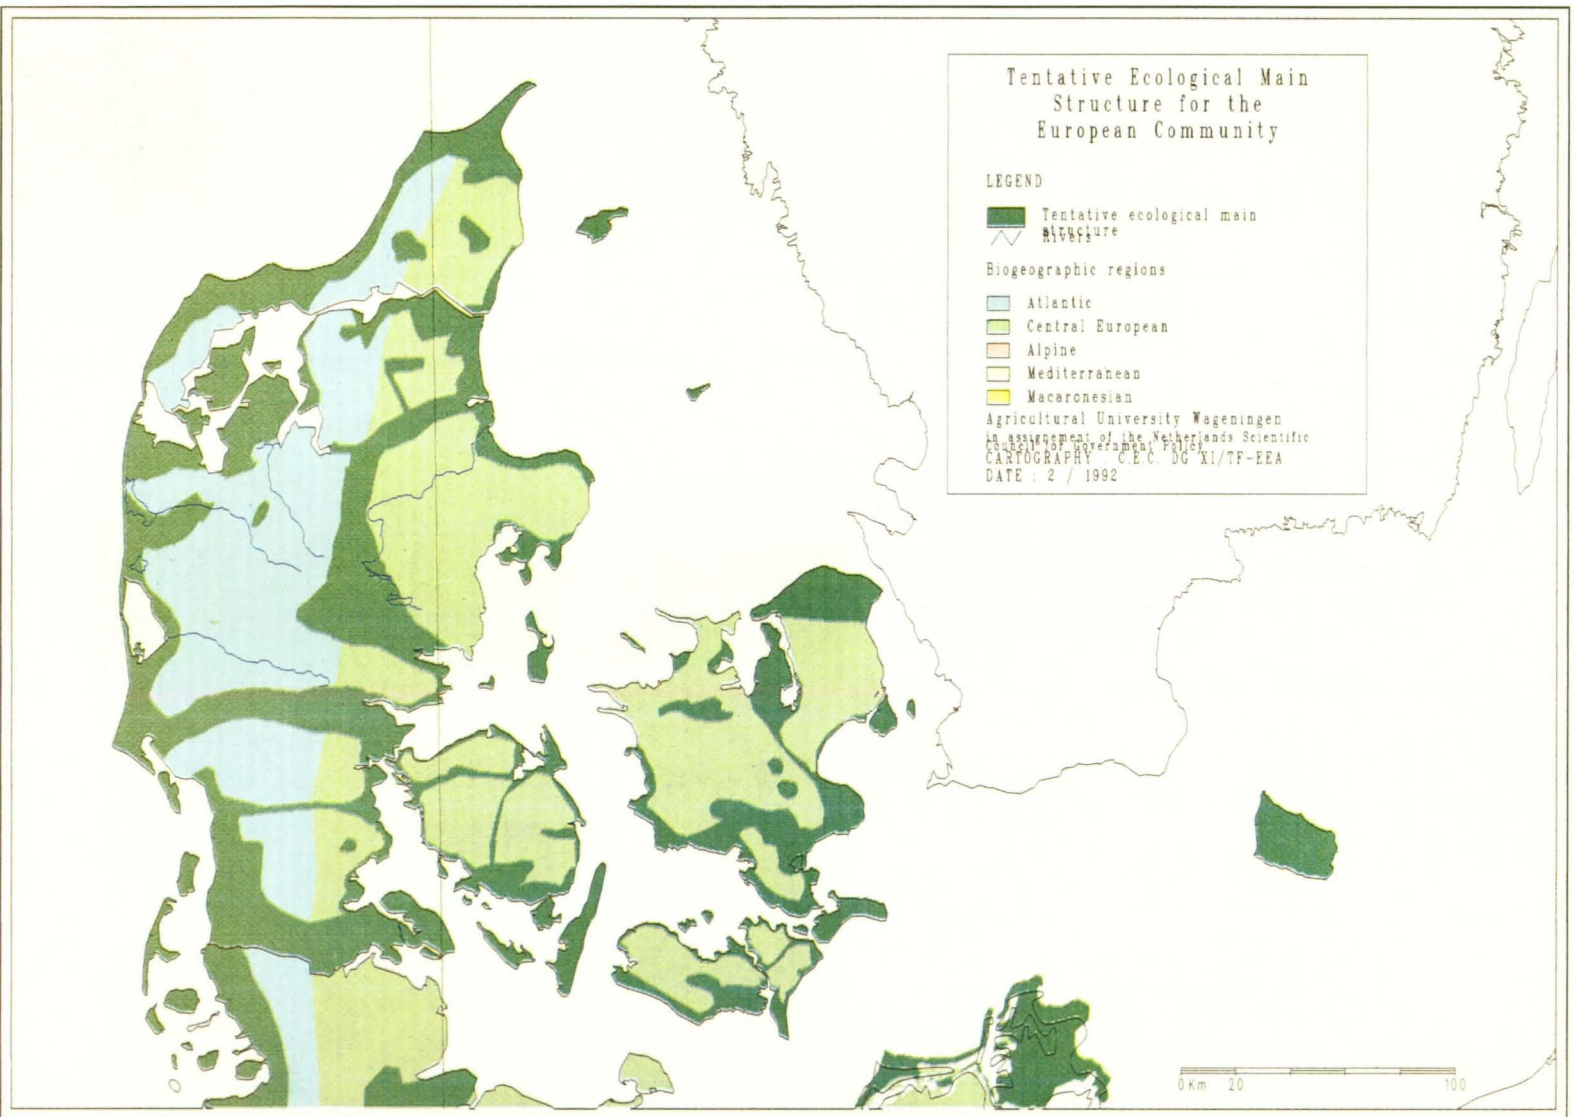 Tentative Ecological Main
Structure for the
European Community
LEGEND
Tentative ecological main
structure
Rivers
Biogeographic regions
Atlantic
Central European
Alpine
Mediterranean
Macaronesian
Agricultural University Wageningen
in assignement of the Netherlands Scientific
Council of Government Policy
CARTOGRAPHY C.E.C. DG XI/TF-EEA
DATE : 2 / 1992
0 Km 20 100